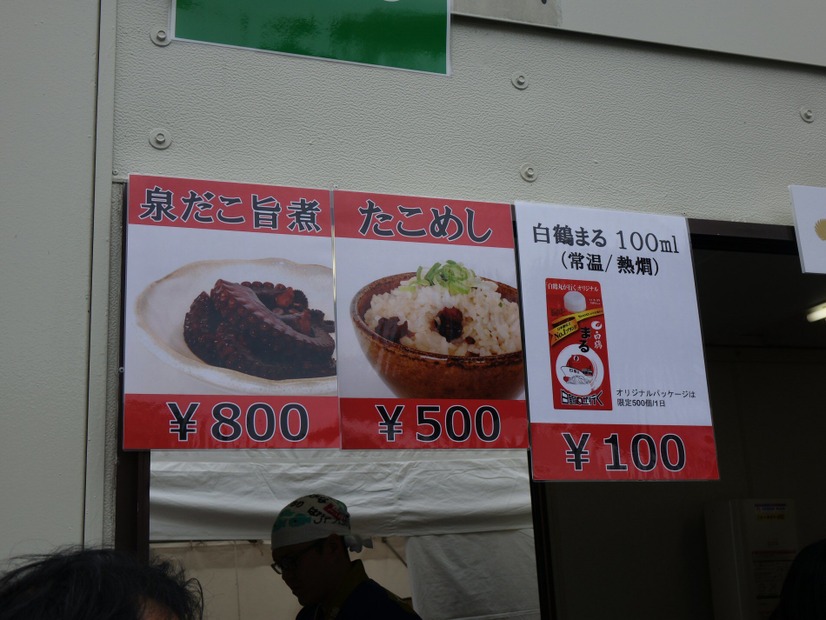 泉だこ旨煮
¥800
たこめし
¥500
白鶴まる 100ml
(常温/熱燗)
白鶴
まる
オリジナルパッケージは
限定500個/1日
¥100